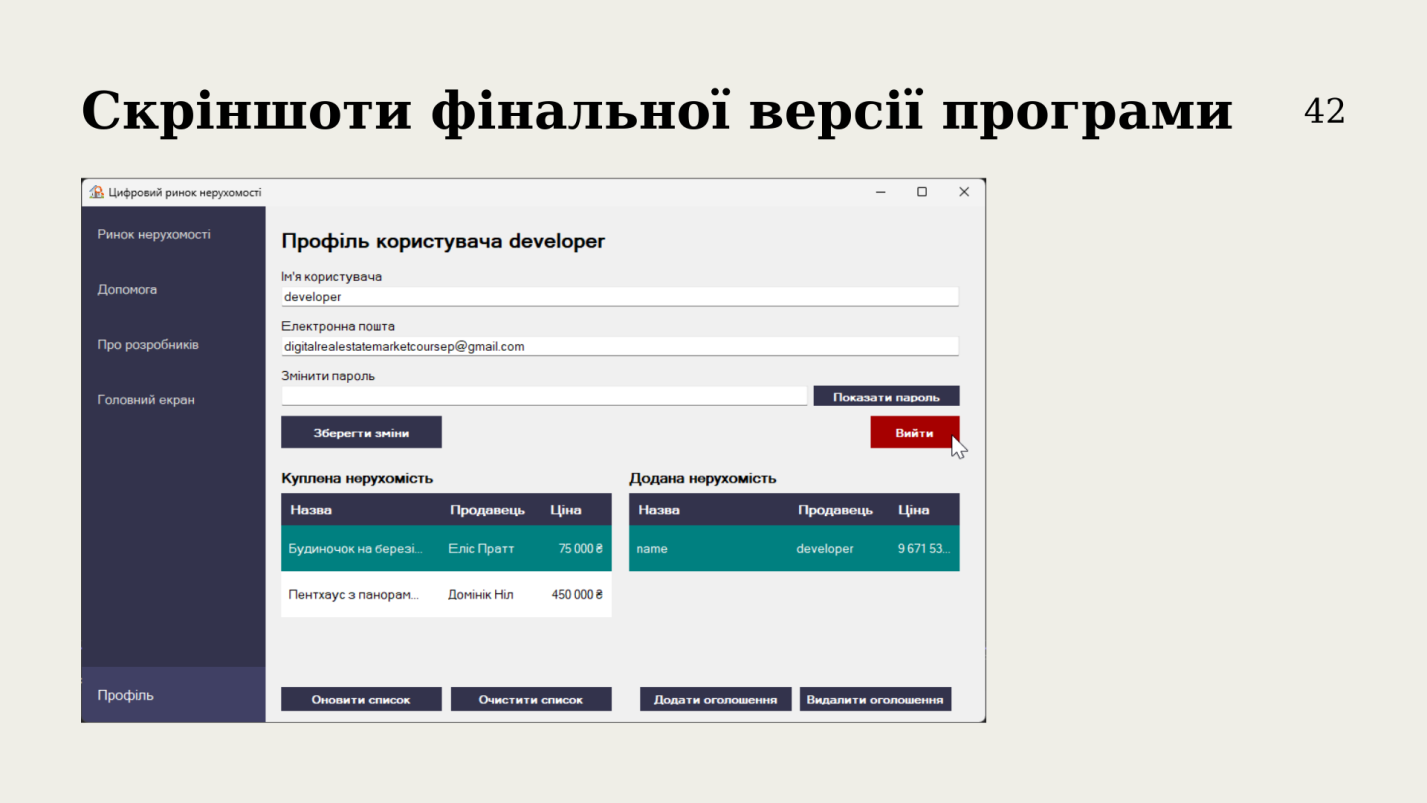 Скріншоти фінальної версії програми
42
Цифровий ринок нерухомості
Ринок нерухомості
Допомога
Про розробників
Головний екран
Профіль
Профіль користувача developer
Ім'я користувача
developer
Електронна пошта
digitalrealestatemarketcoursep@gmail.com
Змінити пароль
Показати пароль
Зберегти зміни
Вийти
Куплена нерухомість
Назва Продавець Ціна
Будиночок на березі... Еліс Пратт 75 000 ₴
Пентхаус з панорам... Домінік Ніл 450 000 ₴
Оновити список
Очистити список
Додана нерухомість
Назва Продавець Ціна
name developer 9 671 53...
Додати оголошення
Видалити оголошення